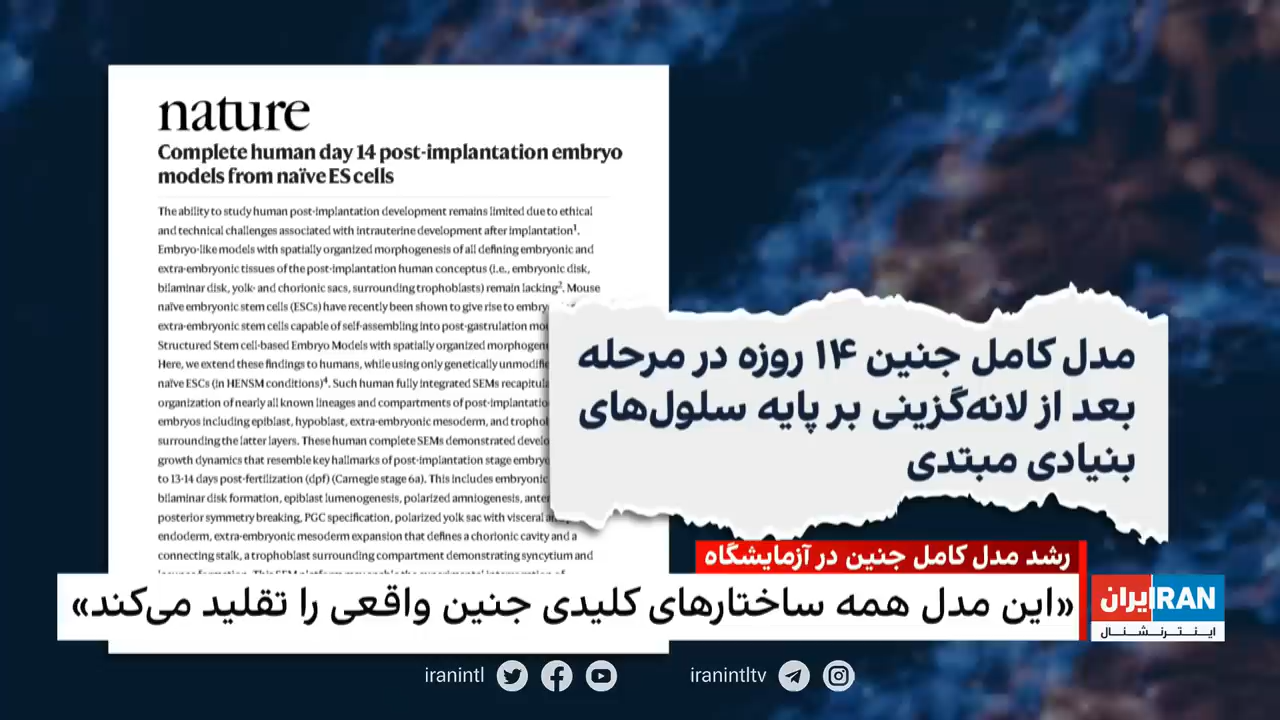 nature
Complete human day 14 post-implantation embryo
models from naïve ES cells
The ability to study human post-implantation development remains limited due to ethical
and technical challenges associated with intrauterine development after implantation¹.
Embryo-like models with spatially organized morphogenesis of all defining embryonic and
extra-embryonic tissues of the post-implantation human conceptus (i.e., embryonic disk,
bilaminar disk, yolk- and chorionic sacs, surrounding trophoblasts) remain lacking². Mouse
naïve embryonic stem cells (ESCs) have recently been shown to give rise to
extra-embryonic stem cells capable of self-assembling into post-gastrulation
Structured Stem cell-based Embryo Models with spatially organized
Here, we extend these findings to humans, while using only genetically
naïve ESCs (in HENSM conditions)⁴. Such human fully integrated SEMs
organization of nearly all known lineages and compartments of
embryos including epiblast, hypoblast, extra-embryonic mesoderm, and
surrounding the latter layers. These human complete SEMs demonstrated
growth dynamics that resemble key hallmarks of post-implantation stage
to 13-14 days post-fertilization (dpf) (Carnegie stage 6a). This includes embryonic
bilaminar disk formation, epiblast lumenogenesis, polarized amniogenesis,
posterior symmetry breaking, PGC specification, polarized yolk sac with visceral
endoderm, extra-embryonic mesoderm expansion that defines a chorionic cavity and a
connecting stalk, a trophoblast surrounding compartment demonstrating syncytium and
مدل کامل جنین ۱۴ روزه در مرحله
بعد از لانه‌گزینی بر پایه سلول‌های
بنیادی مبتدی
رشد مدل کامل جنین در آزمایشگاه
«این مدل همه ساختارهای کلیدی جنین واقعی را تقلید می‌کند»
ایران IRAN
اینترنشنال
iranintl
iranintltv